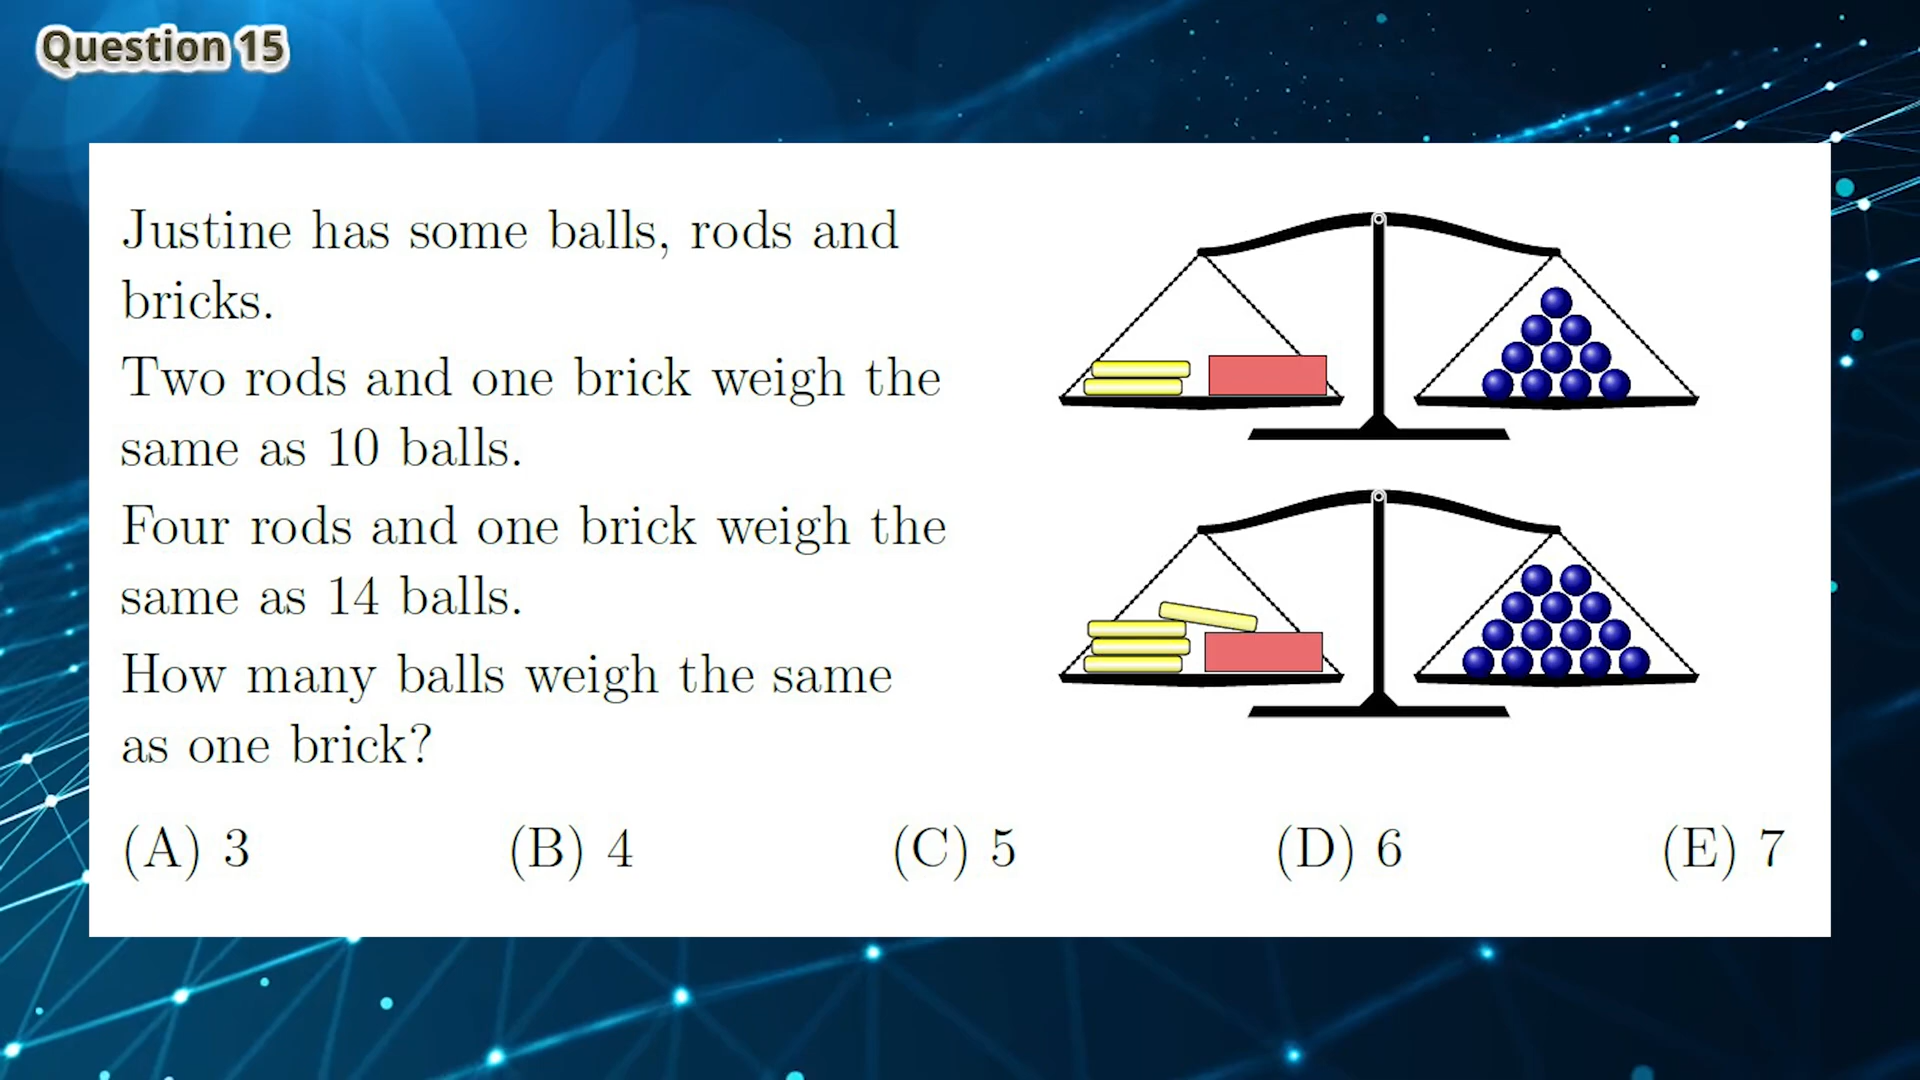 Question 15
Justine has some balls, rods and
bricks.
Two rods and one brick weigh the
same as 10 balls.
Four rods and one brick weigh the
same as 14 balls.
How many balls weigh the same
as one brick?
(A) 3 (B) 4 (C) 5 (D) 6 (E) 7